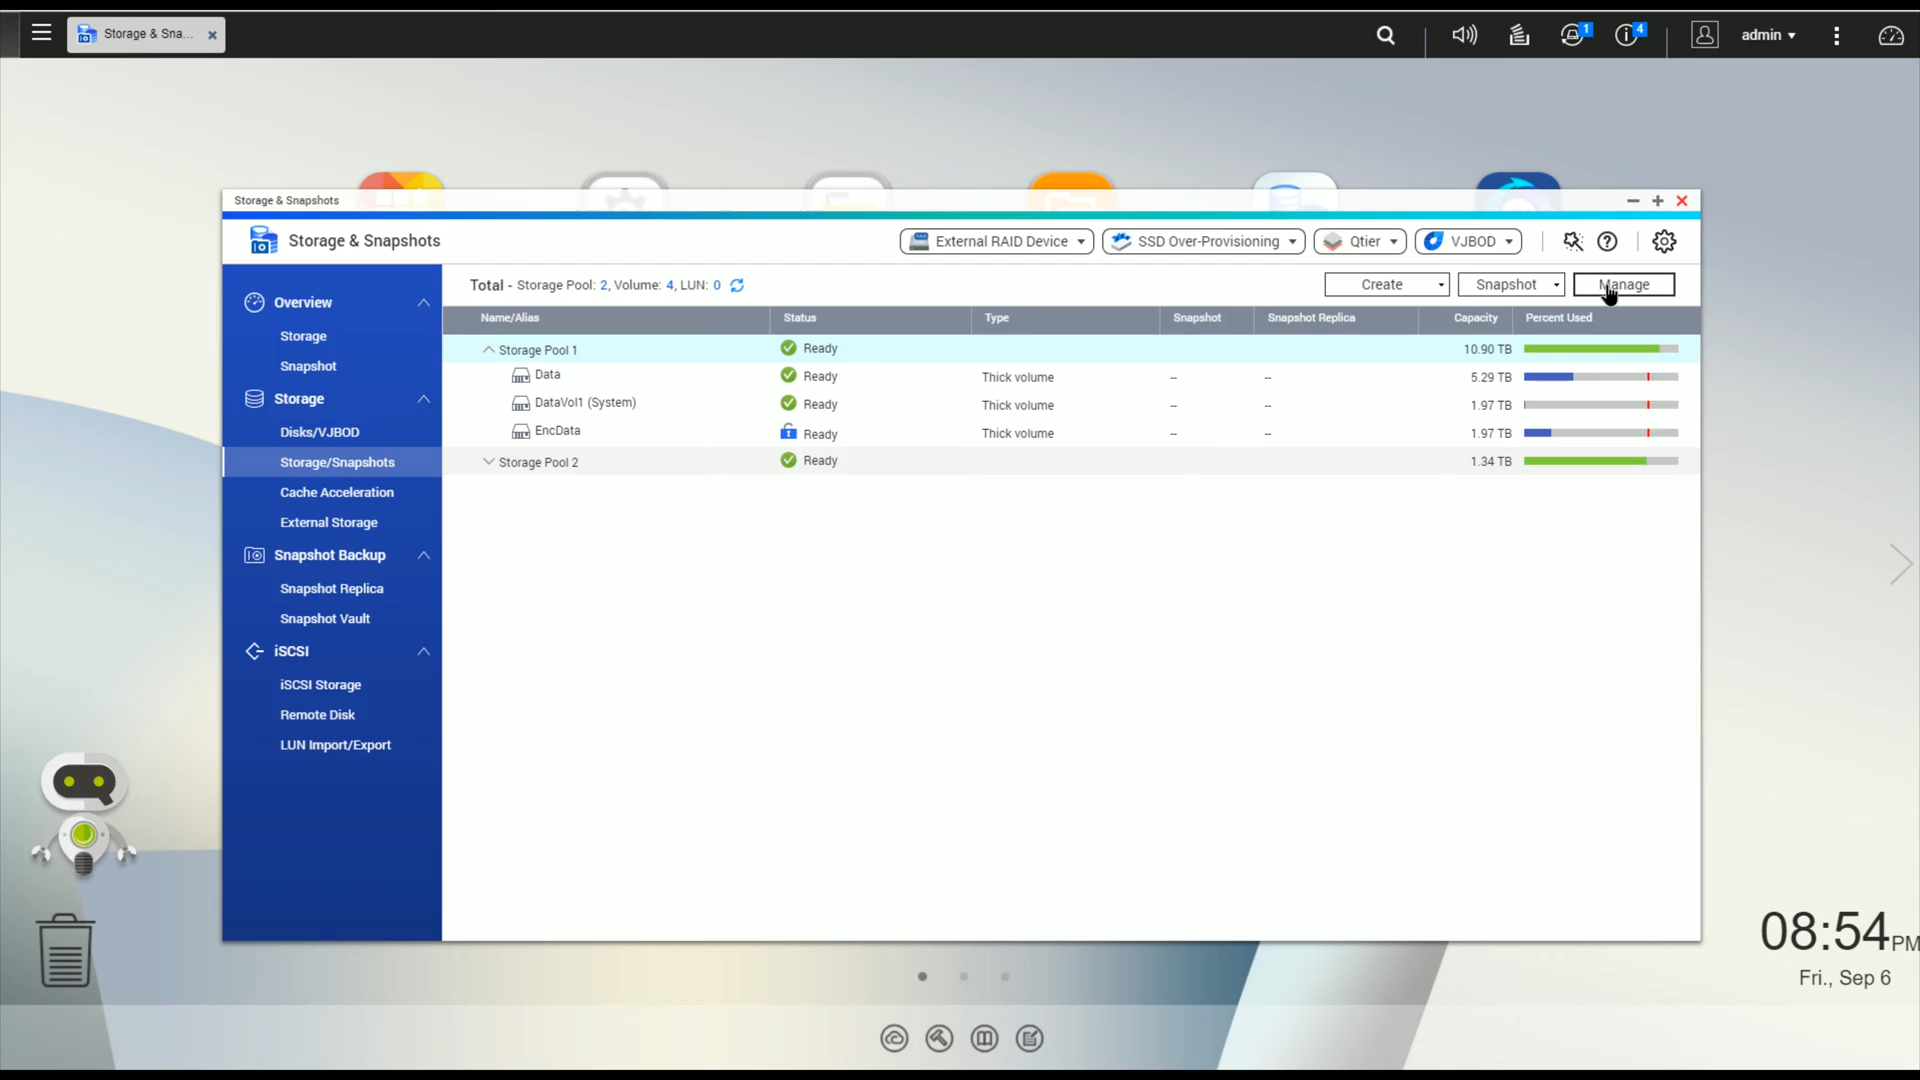 Storage & Sna...
1
4
admin
Storage & Snapshots
Storage & Snapshots
External RAID Device
SSD Over-Provisioning
Qtier
VJBOD
Overview
Storage
Snapshot
Storage
Disks/VJBOD
Storage/Snapshots
Cache Acceleration
External Storage
Snapshot Backup
Snapshot Replica
Snapshot Vault
iSCSI
iSCSI Storage
Remote Disk
LUN Import/Export
Total - Storage Pool: 2, Volume: 4, LUN: 0
Create
Snapshot
Manage
Name/Alias Status Type Snapshot Snapshot Replica Capacity Percent Used
Storage Pool 1 Ready 10.90 TB
Data Ready Thick volume -- -- 5.29 TB
DataVol1 (System) Ready Thick volume -- -- 1.97 TB
EncData Ready Thick volume -- -- 1.97 TB
Storage Pool 2 Ready 1.34 TB
08:54 PM
Fri., Sep 6